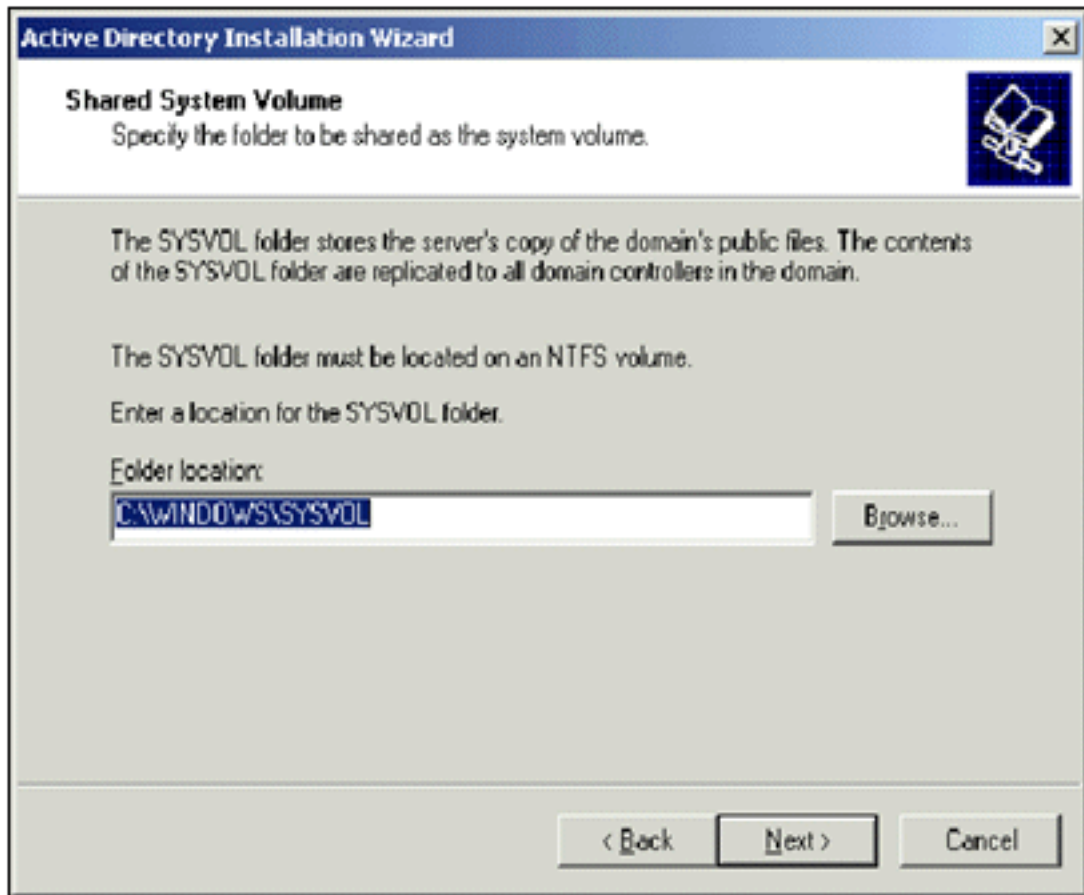 Active Directory Installation Wizard
Shared System Volume
Specify the folder to be shared as the system volume.
The SYSVOL folder stores the server's copy of the domain's public files. The contents
of the SYSVOL folder are replicated to all domain controllers in the domain.
The SYSVOL folder must be located on an NTFS volume.
Enter a location for the SYSVOL folder.
Folder location:
C:\WINDOWS\SYSVOL
Browse...
< Back
Next >
Cancel